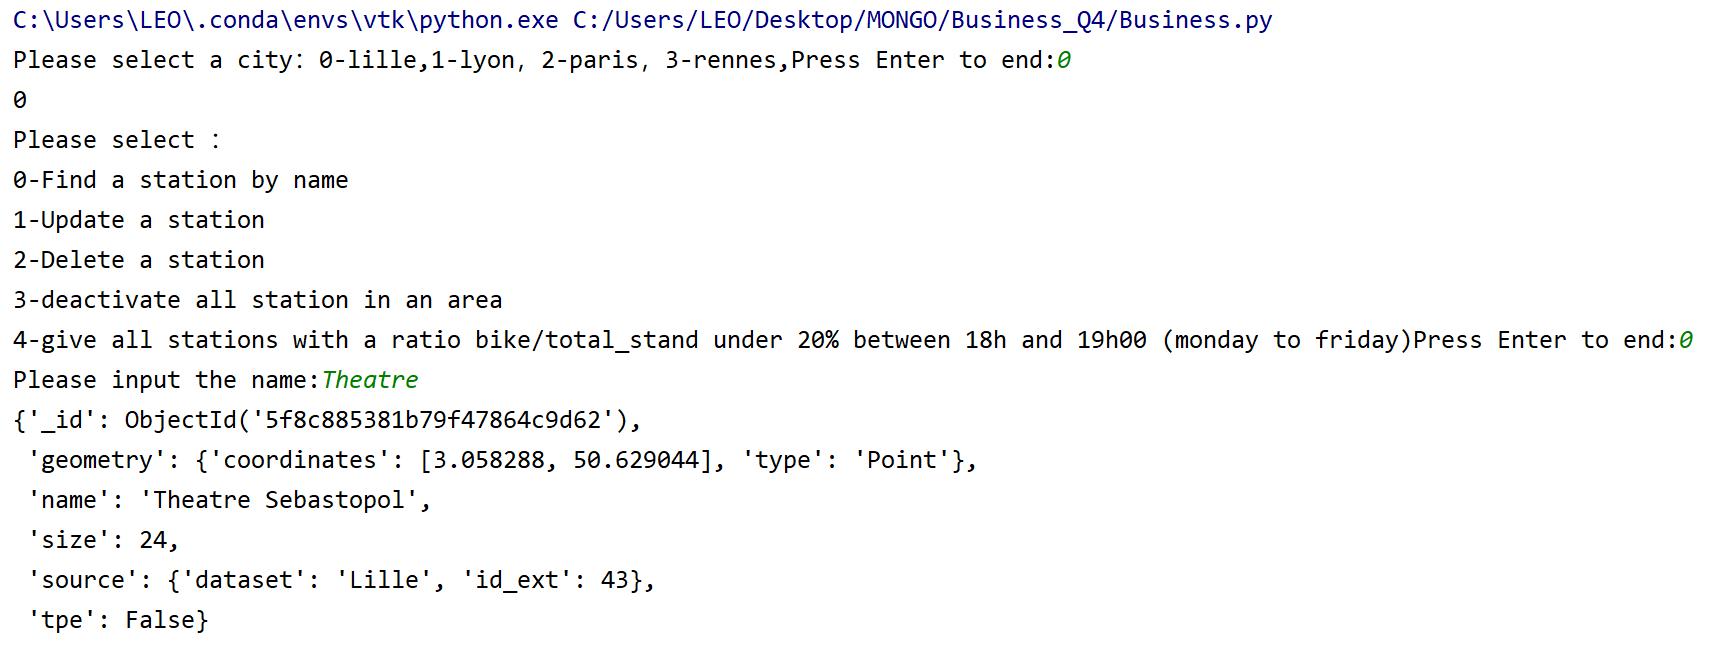 C:\Users\LEO\.conda\envs\vtk\python.exe C:/Users/LEO/Desktop/MONGO/Business_Q4/Business.py
Please select a city：0-lille,1-lyon, 2-paris, 3-rennes,Press Enter to end:0
0
Please select :
0-Find a station by name
1-Update a station
2-Delete a station
3-deactivate all station in an area
4-give all stations with a ratio bike/total_stand under 20% between 18h and 19h00 (monday to friday)Press Enter to end:0
Please input the name:Theatre
{'_id': ObjectId('5f8c885381b79f47864c9d62'),
 'geometry': {'coordinates': [3.058288, 50.629044], 'type': 'Point'},
 'name': 'Theatre Sebastopol',
 'size': 24,
 'source': {'dataset': 'Lille', 'id_ext': 43},
 'tpe': False}